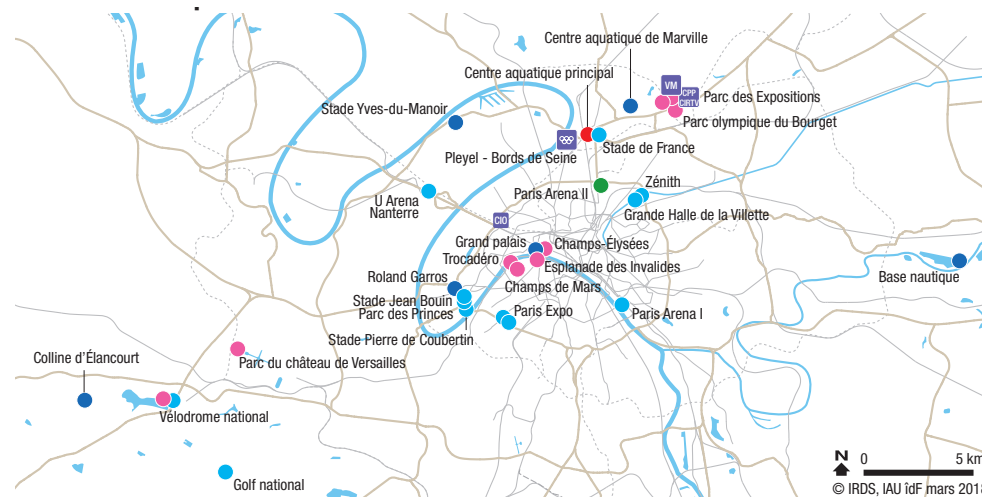 Centre aquatique de Marville
Centre aquatique principal
VM
CPP
CIRTV
Parc des Expositions
Parc olympique du Bourget
Stade Yves-du-Manoir
Stade de France
Pleyel - Bords de Seine
Paris Arena II
Zénith
U Arena
Nanterre
Grande Halle de la Villette
CIO
Grand palais
Champs-Élysées
Trocadéro
Esplanade des Invalides
Base nautique
Roland Garros
Champs de Mars
Stade Jean Bouin
Parc des Princes
Paris Expo
Paris Arena I
Stade Pierre de Coubertin
Colline d'Élancourt
Parc du château de Versailles
Vélodrome national
Golf national
N
0 5 km
© IRDS, IAU îdF mars 2018